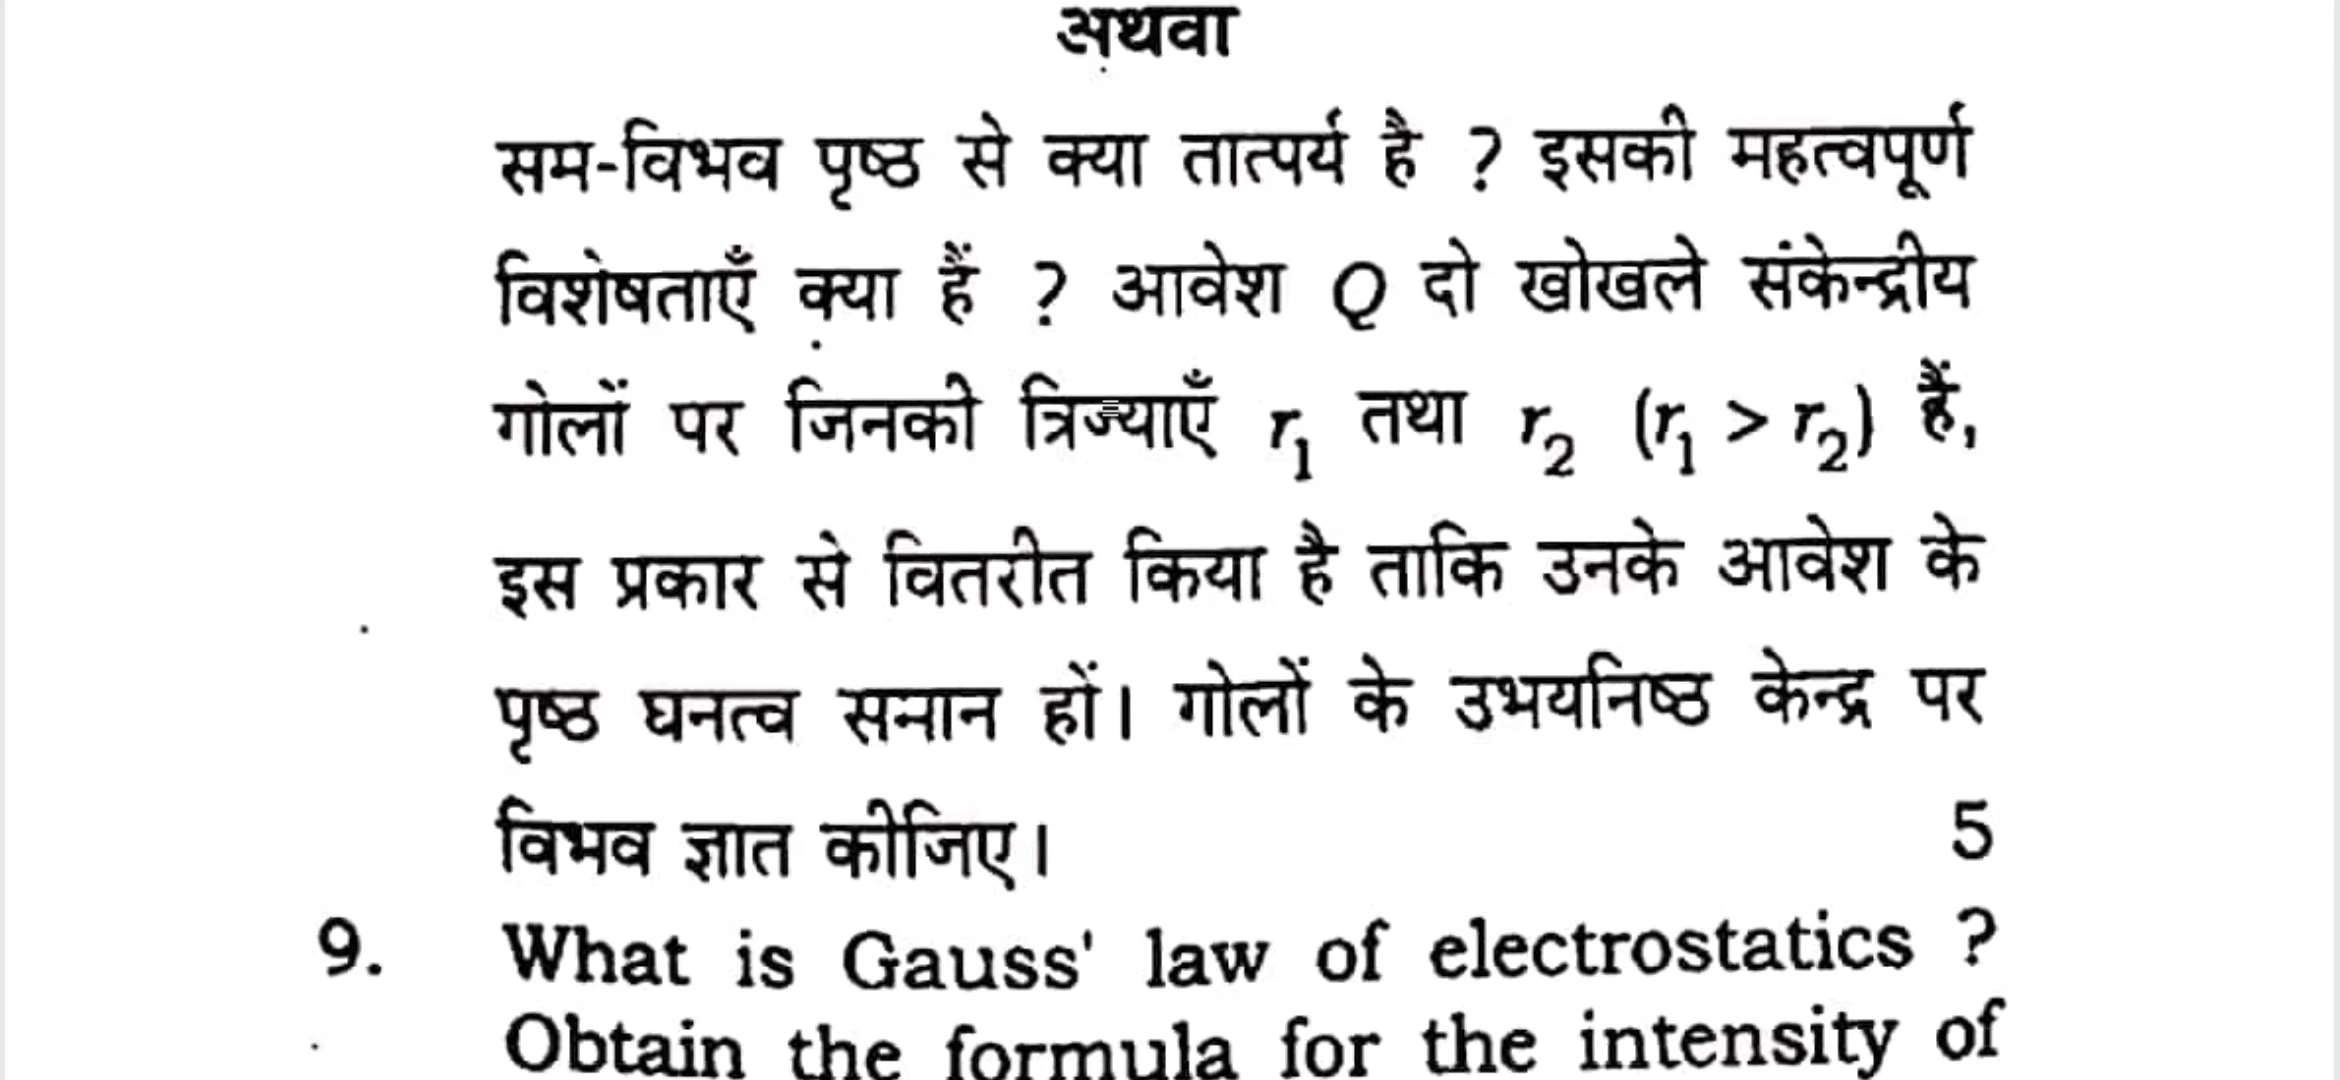 अथवा
सम-विभव पृष्ठ से क्या तात्पर्य है ? इसकी महत्वपूर्ण
विशेषताएँ क्या हैं ? आवेश Q दो खोखले संकेन्द्रीय
गोलों पर जिनकी त्रिज्याएँ r₁ तथा r₂ (r₁ > r₂) हैं,
इस प्रकार से वितरीत किया है ताकि उनके आवेश के
पृष्ठ घनत्व समान हों। गोलों के उभयनिष्ठ केन्द्र पर
विभव ज्ञात कीजिए। 5
9. What is Gauss' law of electrostatics ?
Obtain the formula for the intensity of